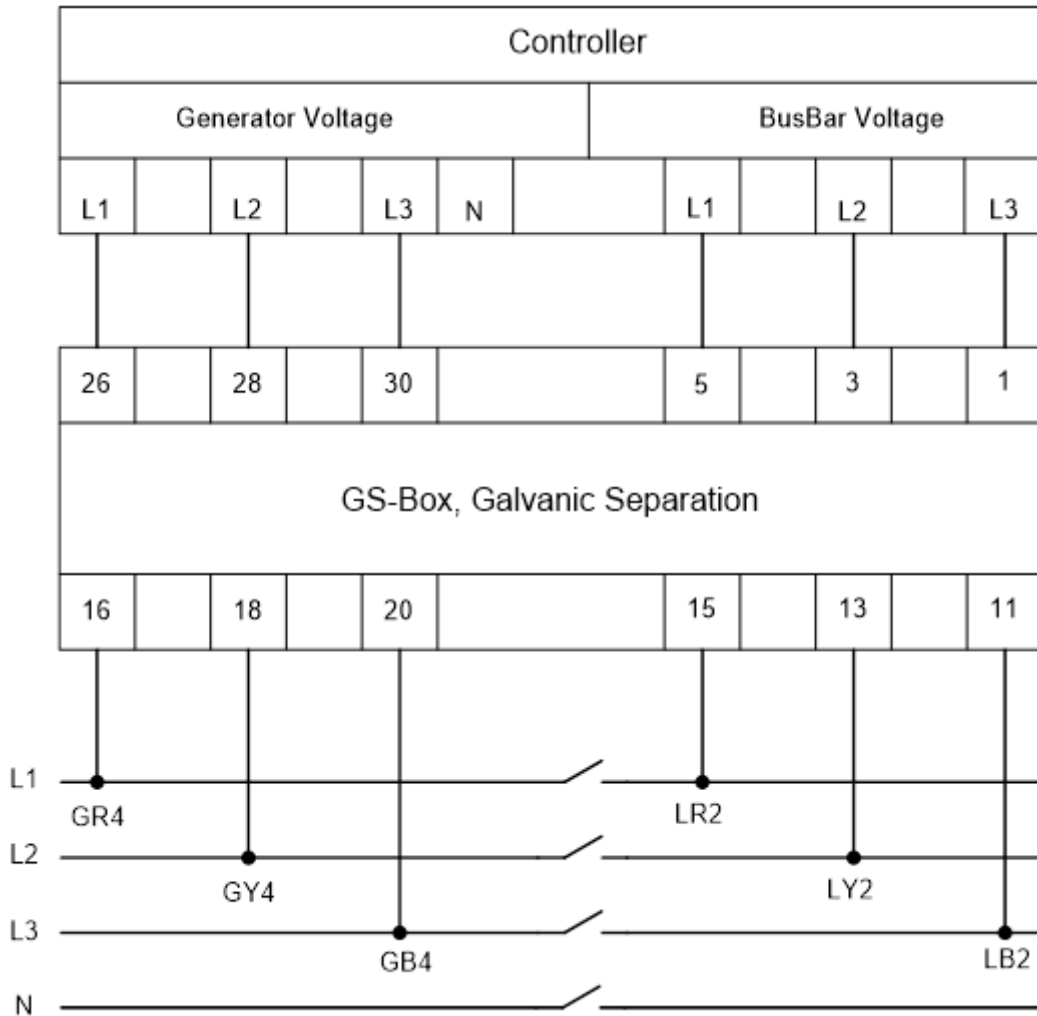 Controller
Generator Voltage BusBar Voltage
L1 L2 L3 N L1 L2 L3
26 28 30 5 3 1
GS-Box, Galvanic Separation
16 18 20 15 13 11
L1
GR4 LR2
L2
GY4 LY2
L3
GB4 LB2
N